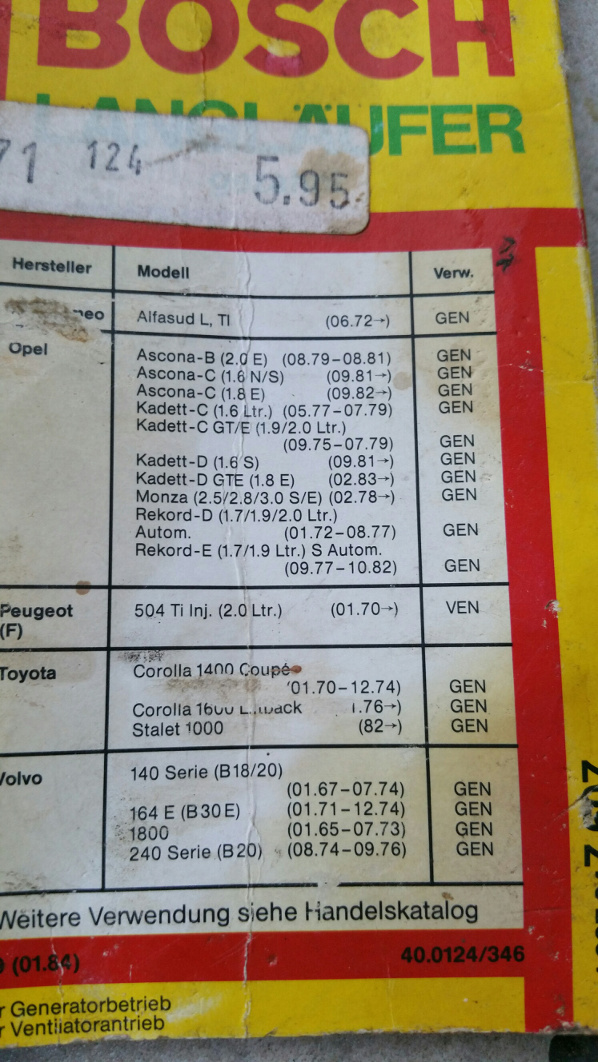 BOSCH
LANGLÄUFER
71 124 5.95
Hersteller Modell Verw.
Alfasud L, TI (06.72→) GEN
Opel
Ascona-B (2.0 E) (08.79–08.81) GEN
Ascona-C (1.6 N/S) (09.81→) GEN
Ascona-C (1.8 E) (09.82→) GEN
Kadett-C (1.6 Ltr.) (05.77–07.79) GEN
Kadett-C GT/E (1.9/2.0 Ltr.)
(09.75–07.79) GEN
Kadett-D (1.6 S) (09.81→) GEN
Kadett-D GTE (1.8 E) (02.83→) GEN
Monza (2.5/2.8/3.0 S/E) (02.78→) GEN
Rekord-D (1.7/1.9/2.0 Ltr.)
Autom. (01.72–08.77) GEN
Rekord-E (1.7/1.9 Ltr.) S Autom.
(09.77–10.82) GEN
Peugeot 504 Ti Inj. (2.0 Ltr.) (01.70→) VEN
(F)
Toyota Corolla 1400 Coupé
01.70–12.74) GEN
Corolla 1600 .76→) GEN
Stalet 1000 (82→) GEN
Volvo 140 Serie (B18/20)
(01.67–07.74) GEN
164 E (B30E) (01.71–12.74) GEN
1800 (01.65–07.73) GEN
240 Serie (B20) (08.74–09.76) GEN
Weitere Verwendung siehe Handelskatalog
(01.84) 40.0124/346
r Generatorbetrieb
r Ventilatorantrieb